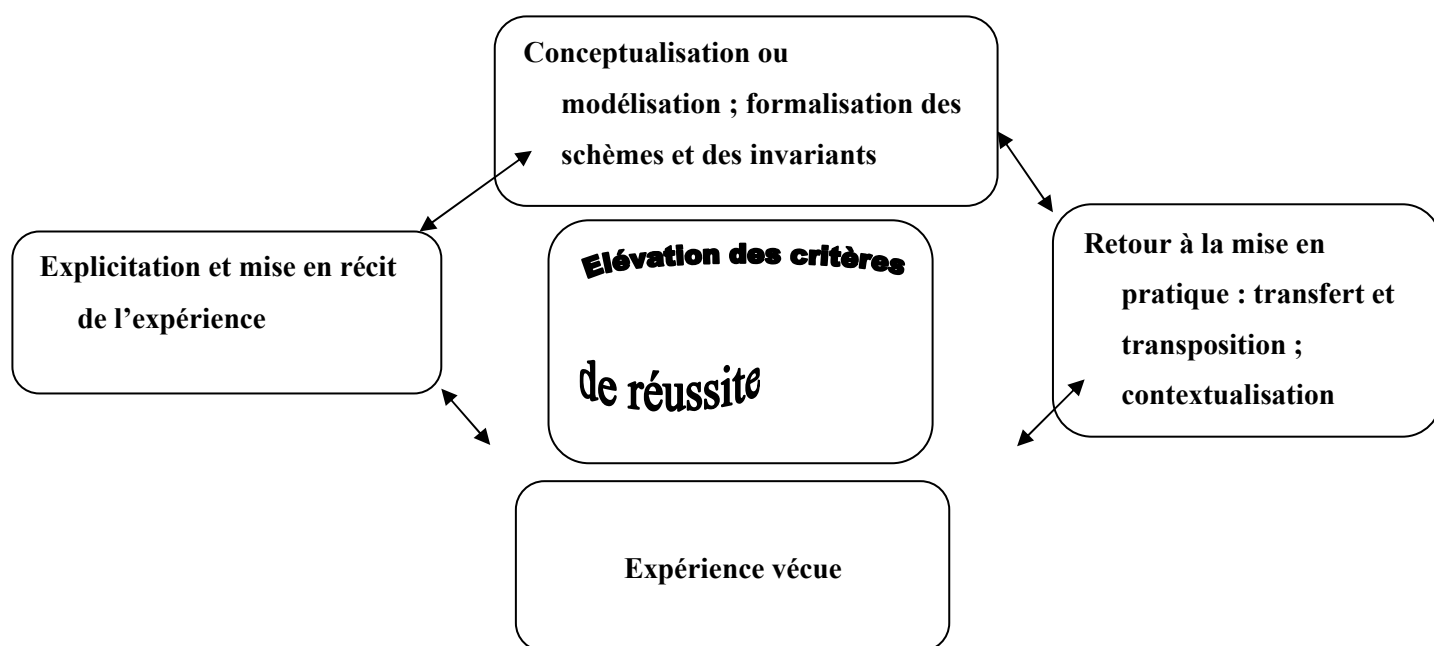 Conceptualisation ou
modélisation ; formalisation des
schèmes et des invariants
Explicitation et mise en récit
de l’expérience
Elévation des critères
de réussite
Retour à la mise en
pratique : transfert et
transposition ;
contextualisation
Expérience vécue